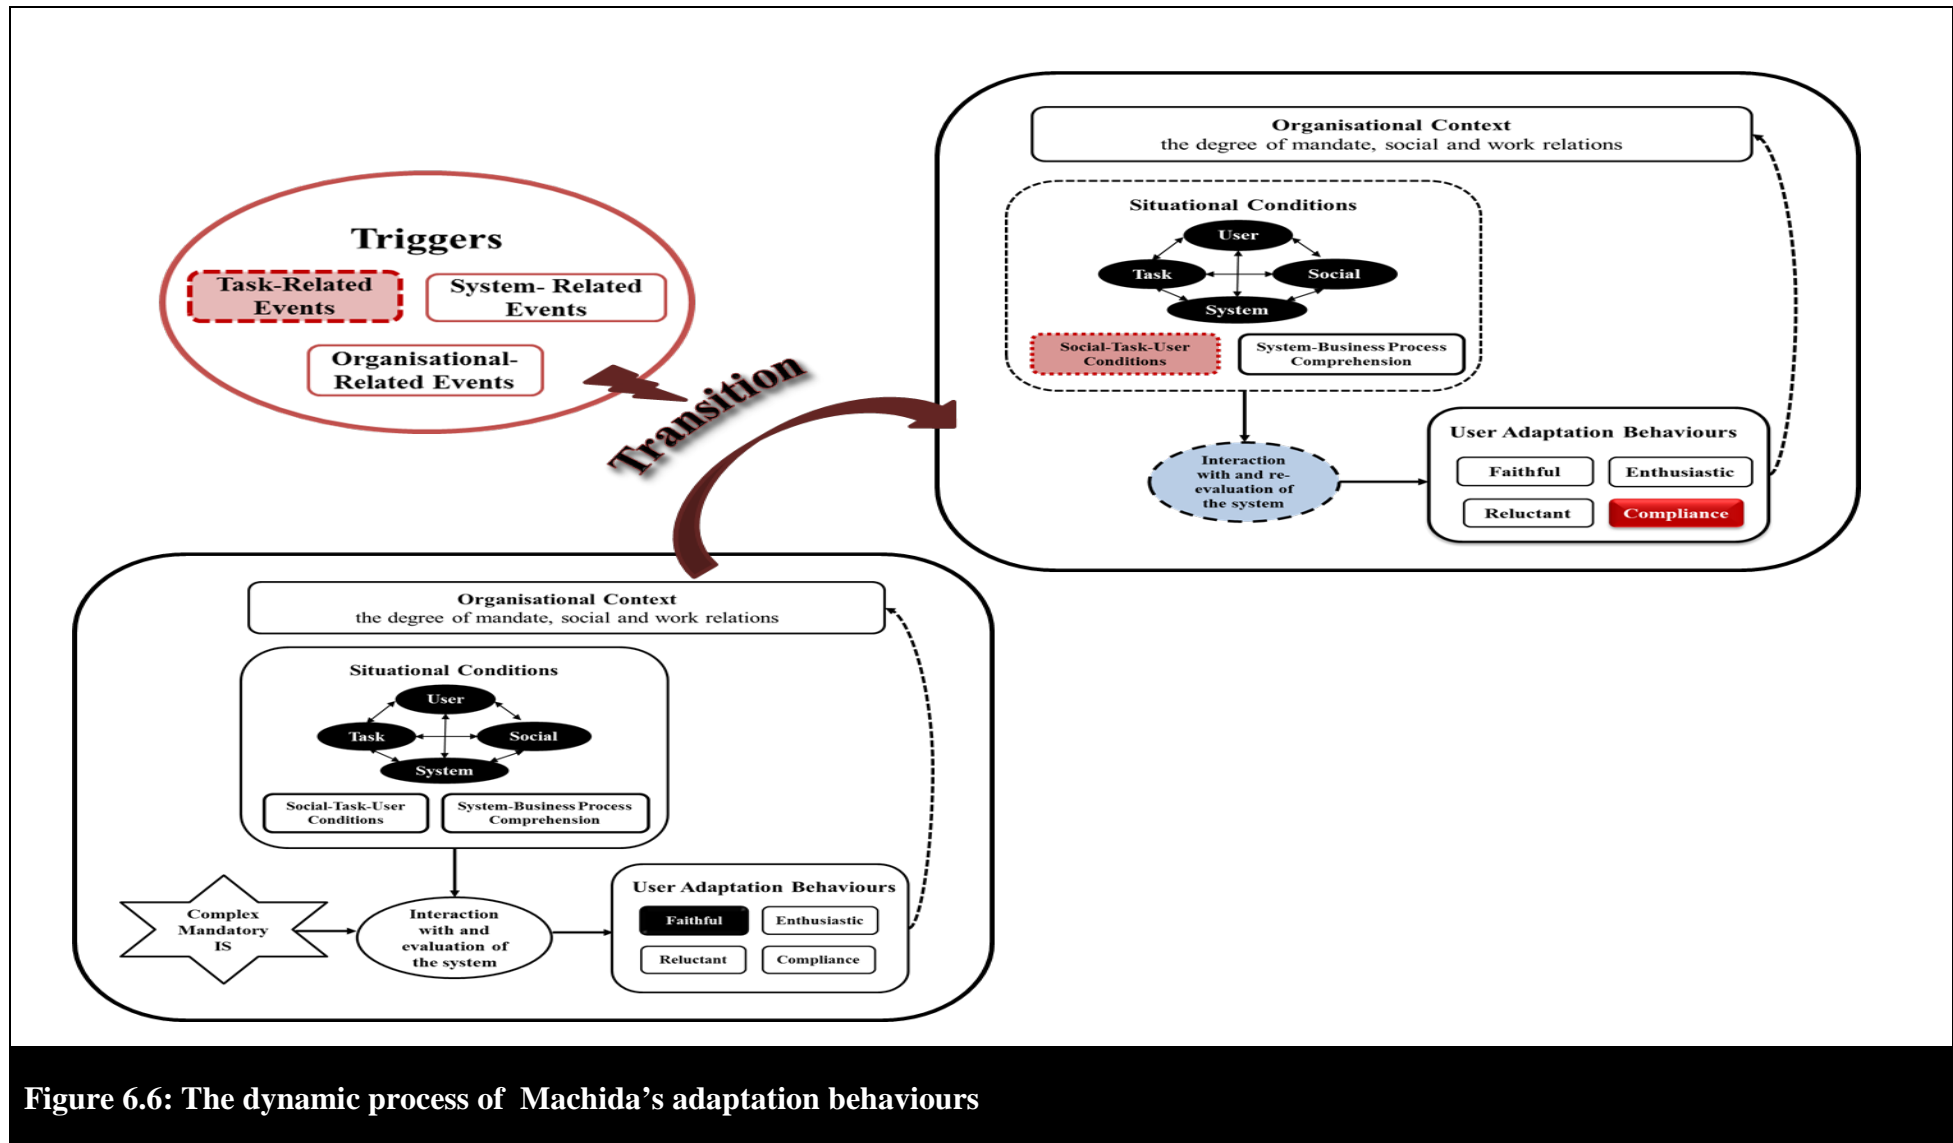 Triggers
Task-Related
Events
System- Related
Events
Organisational-
Related Events
Transition
Organisational Context
the degree of mandate, social and work relations
Situational Conditions
User
Task
Social
System
Social-Task-User
Conditions
System-Business Process
Comprehension
Interaction
with and re-
evaluation of
the system
User Adaptation Behaviours
Faithful
Enthusiastic
Reluctant
Compliance
Organisational Context
the degree of mandate, social and work relations
Situational Conditions
User
Task
Social
System
Social-Task-User
Conditions
System-Business Process
Comprehension
Complex
Mandatory
IS
Interaction
with and
evaluation of
the system
User Adaptation Behaviours
Faithful
Enthusiastic
Reluctant
Compliance
Figure 6.6: The dynamic process of  Machida’s adaptation behaviours